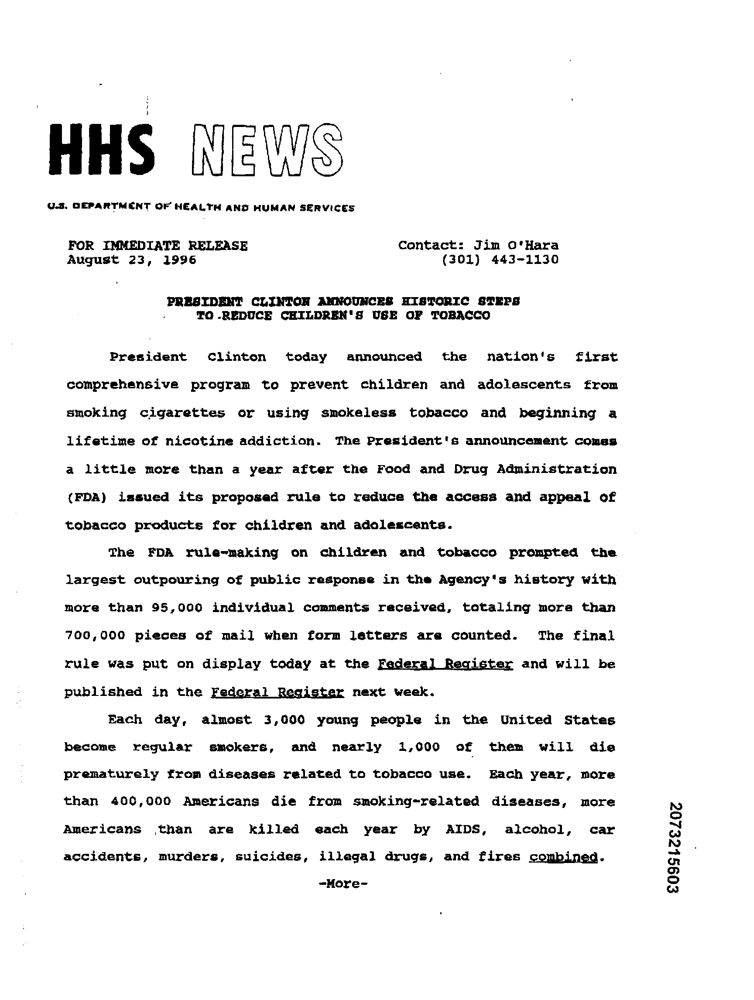 HHS NEWS
U.S. DEPARTMENT OF HEALTH AND HUMAN SERVICES
FOR IMMEDIATE RELEASE
August 23, 1996
Contact: Jim O'Hara
(301) 443-1130
PRESIDENT CLINTON ANNOUNCES HISTORIC STEPS
TO REDUCE CHILDREN'S USE OF TOBACCO
President Clinton today announced the nation's first
comprehensive program to prevent children and adolescents from
smoking cigarettes or using smokeless tobacco and beginning a
lifetime of nicotine addiction. The President's announcement comes
a little more than a year after the Food and Drug Administration
(FDA) issued its proposed rule to reduce the access and appeal of
tobacco products for children and adolescents.
The FDA rule-making on children and tobacco prompted the
largest outpouring of public response in the Agency's history with
more than 95,000 individual comments received, totaling more than
700,000 pieces of mail when form letters are counted. The final
rule was put on display today at the Federal Register and will be
published in the Federal Register next week.
Each day, almost 3,000 young people in the United States
become regular smokers, and nearly 1,000 of them will die
prematurely from diseases related to tobacco use. Each year, more
than 400,000 Americans die from smoking-related diseases, more
Americans than are killed each year by AIDS, alcohol, car
accidents, murders, suicides, illegal drugs, and fires combined.
-More-
2073215603